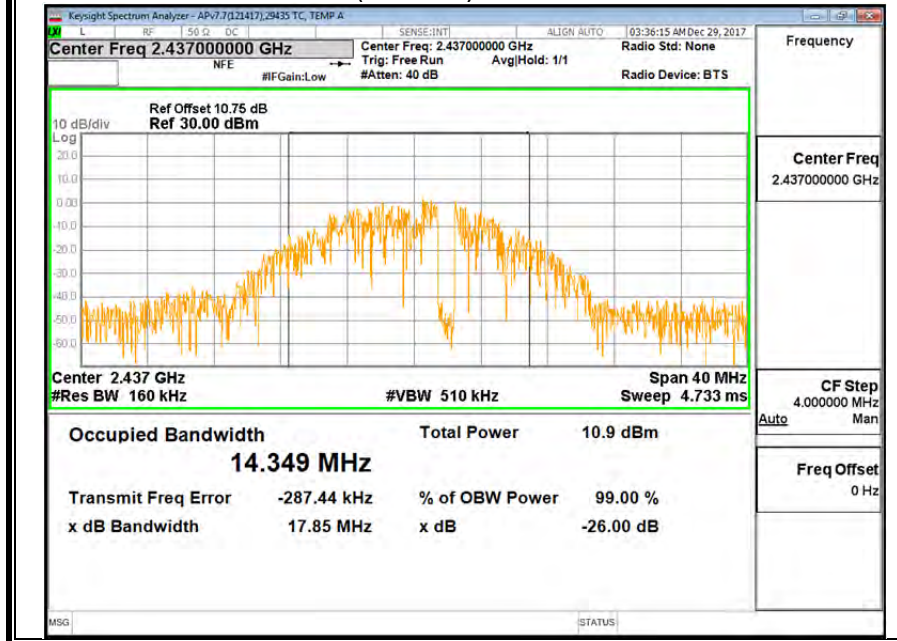 Keysight Spectrum Analyzer - APv7.7(121417),29435 TC, TEMP A
LXI L RF 50 Ω DC SENSE:INT ALIGN AUTO 03:36:15 AM Dec 29, 2017
Center Freq 2.437000000 GHz
NFE
#IFGain:Low
Center Freq: 2.437000000 GHz
Trig: Free Run Avg|Hold: 1/1
#Atten: 40 dB
Radio Std: None
Radio Device: BTS
Ref Offset 10.75 dB
10 dB/div Ref 30.00 dBm
Log
20.0
10.0
0.00
-10.0
-20.0
-30.0
-40.0
-50.0
-60.0
Center 2.437 GHz Span 40 MHz
#Res BW 160 kHz #VBW 510 kHz Sweep 4.733 ms
Occupied Bandwidth Total Power 10.9 dBm
14.349 MHz
Transmit Freq Error -287.44 kHz % of OBW Power 99.00 %
x dB Bandwidth 17.85 MHz x dB -26.00 dB
MSG STATUS
Frequency
Center Freq
2.437000000 GHz
CF Step
4.000000 MHz
Auto Man
Freq Offset
0 Hz